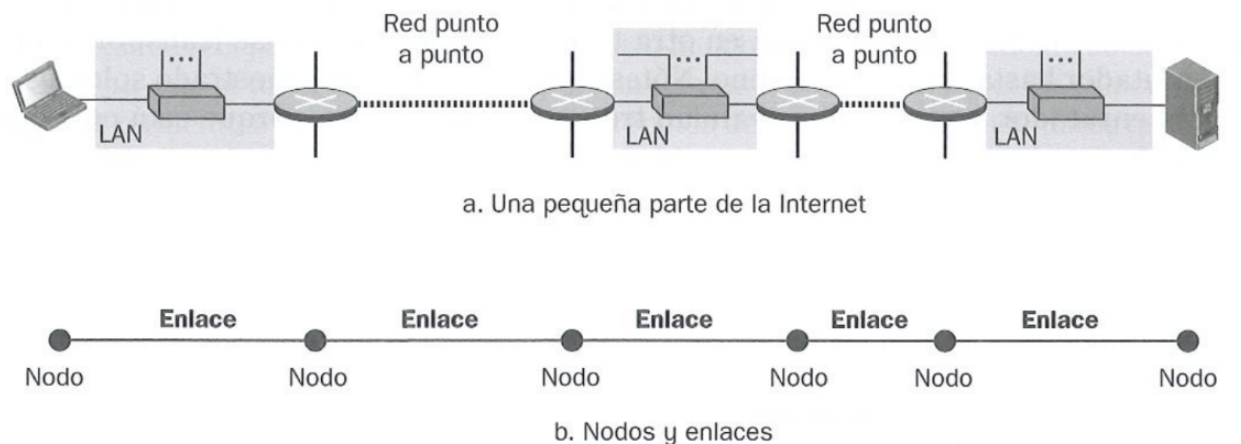 Red punto
a punto
Red punto
a punto
...
...
...
LAN
LAN
LAN
a. Una pequeña parte de la Internet
Enlace Enlace Enlace Enlace Enlace
Nodo Nodo Nodo Nodo Nodo Nodo
b. Nodos y enlaces